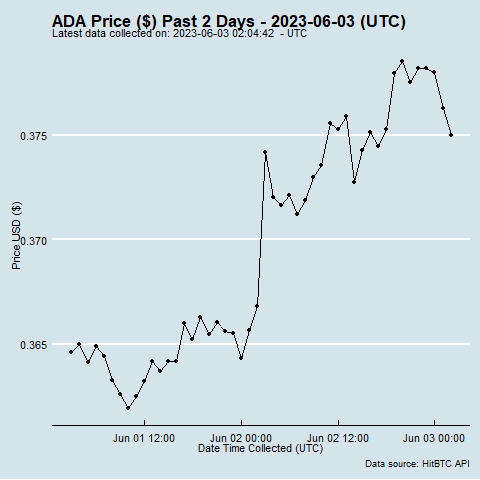 ADA Price ($) Past 2 Days - 2023-06-03 (UTC)
Latest data collected on: 2023-06-03 02:04:42 - UTC
0.375
0.370
0.365
Price USD ($)
Jun 01 12:00 Jun 02 00:00 Jun 02 12:00 Jun 03 00:00
Date Time Collected (UTC)
Data source: HitBTC API